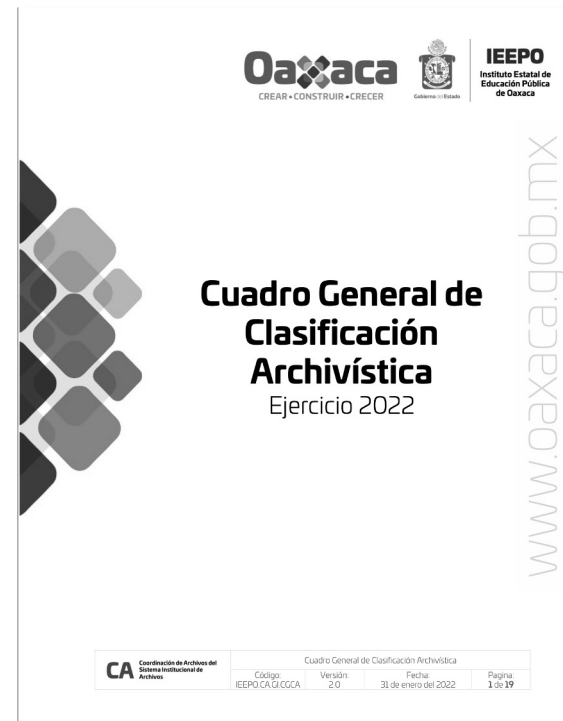 Oaxaca
CREAR • CONSTRUIR • CRECER
Gobierno del Estado
IEEPO
Instituto Estatal de
Educación Pública
de Oaxaca
www.oaxaca.gob.mx
Cuadro General de
Clasificación
Archivística
Ejercicio 2022
CA
Coordinación de Archivos del
Sistema Institucional de
Archivos
Cuadro General de Clasificación Archivística
Código: Versión: Fecha: Pagina:
IEEPO.CA.GI.CGCA 2.0 31 de enero del 2022 1 de 19